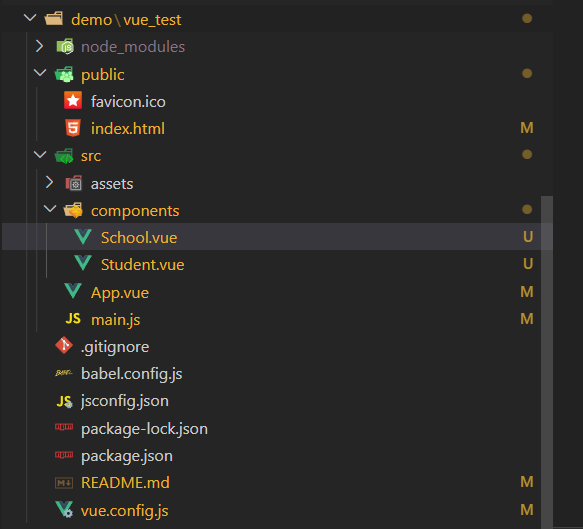 demo\vue_test
node_modules
public
favicon.ico
index.html M
src
assets
components
School.vue U
Student.vue U
App.vue M
JS main.js M
.gitignore
BABEL babel.config.js
JS jsconfig.json
npm package-lock.json
npm package.json
M README.md M
vue.config.js M